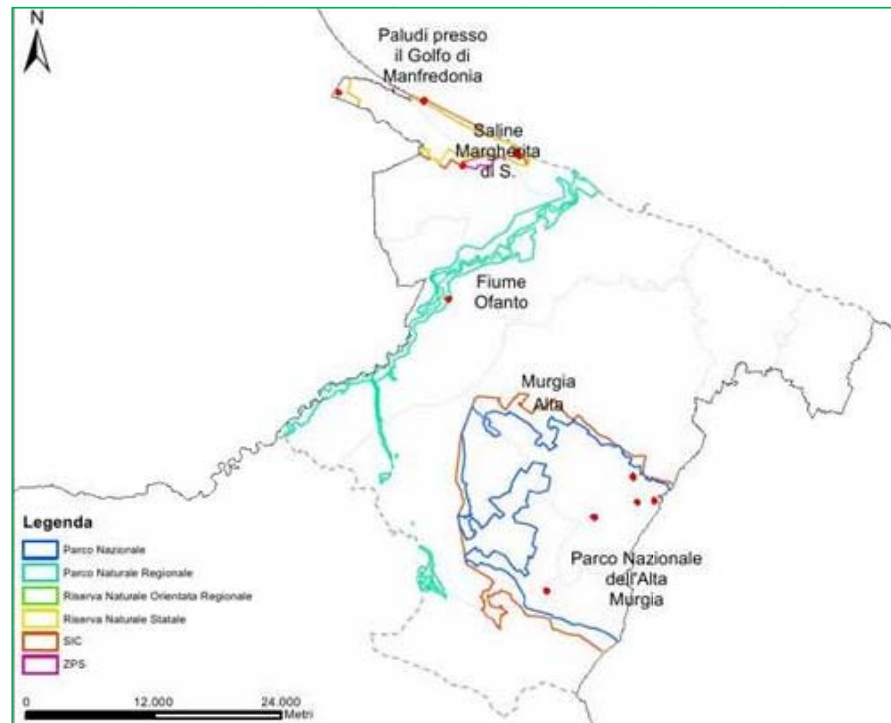 N
Paludi presso
il Golfo di
Manfredonia
Saline
Margherita
di S.
Fiume
Ofanto
Murgia
Alta
Parco Nazionale
dell'Alta
Murgia
Legenda
Parco Nazionale
Parco Naturale Regionale
Riserva Naturale Orientata Regionale
Riserva Naturale Statale
SIC
ZPS
0 12.000 24.000
Metri